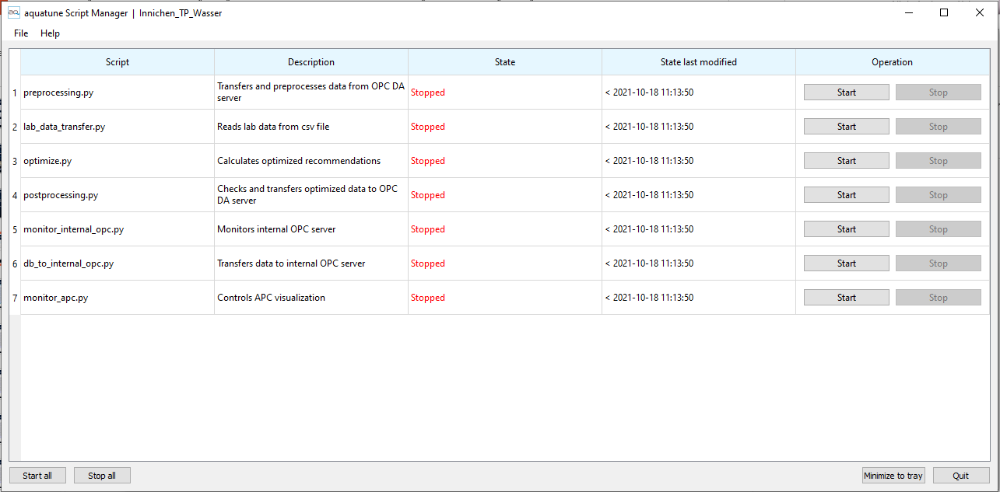 aquatune Script Manager | Innichen_TP_Wasser
File Help
Script Description State State last modified Operation
1 preprocessing.py Transfers and preprocesses data from OPC DA server Stopped < 2021-10-18 11:13:50 Start Stop
2 lab_data_transfer.py Reads lab data from csv file Stopped < 2021-10-18 11:13:50 Start Stop
3 optimize.py Calculates optimized recommendations Stopped < 2021-10-18 11:13:50 Start Stop
4 postprocessing.py Checks and transfers optimized data to OPC DA server Stopped < 2021-10-18 11:13:50 Start Stop
5 monitor_internal_opc.py Monitors internal OPC server Stopped < 2021-10-18 11:13:50 Start Stop
6 db_to_internal_opc.py Transfers data to internal OPC server Stopped < 2021-10-18 11:13:50 Start Stop
7 monitor_apc.py Controls APC visualization Stopped < 2021-10-18 11:13:50 Start Stop
Start all Stop all Minimize to tray Quit